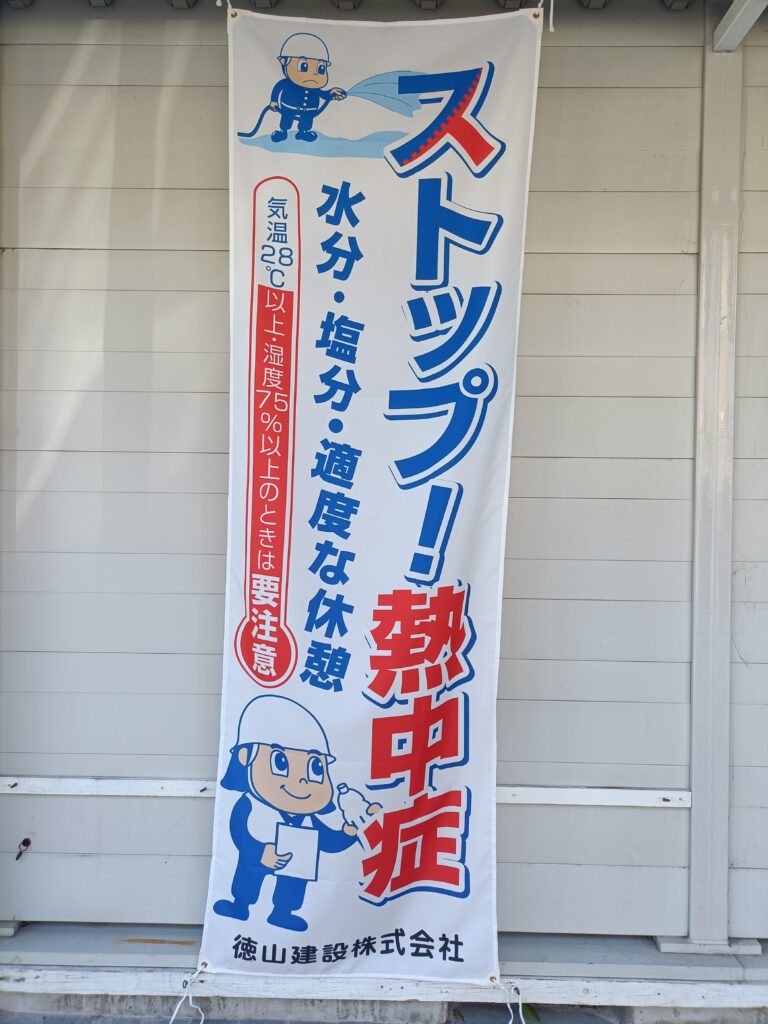 ストップ!熱中症
水分・塩分・適度な休憩
気温28℃以上・湿度75%以上のときは要注意
徳山建設株式会社